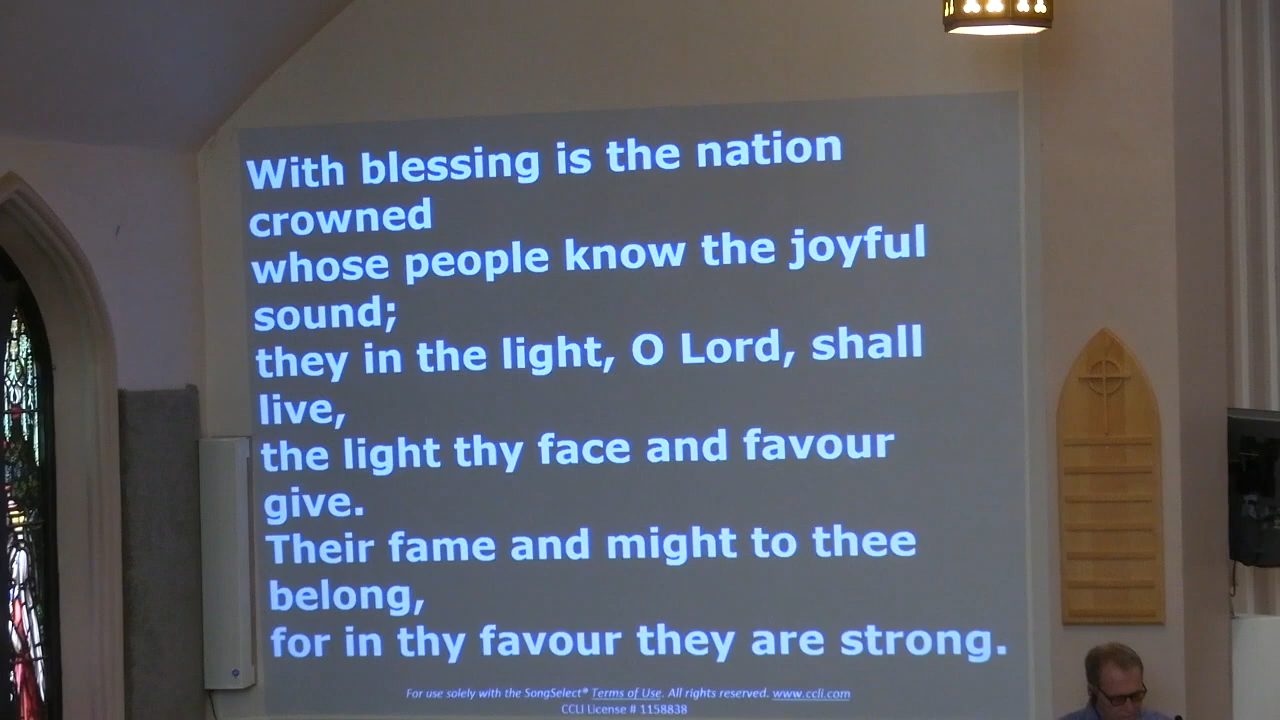 With blessing is the nation
crowned
whose people know the joyful
sound;
they in the light, O Lord, shall
live,
the light thy face and favour
give.
Their fame and might to thee
belong,
for in thy favour they are strong.
For use solely with the SongSelect® Terms of Use. All rights reserved. www.ccli.com
CCLI License # 1158838